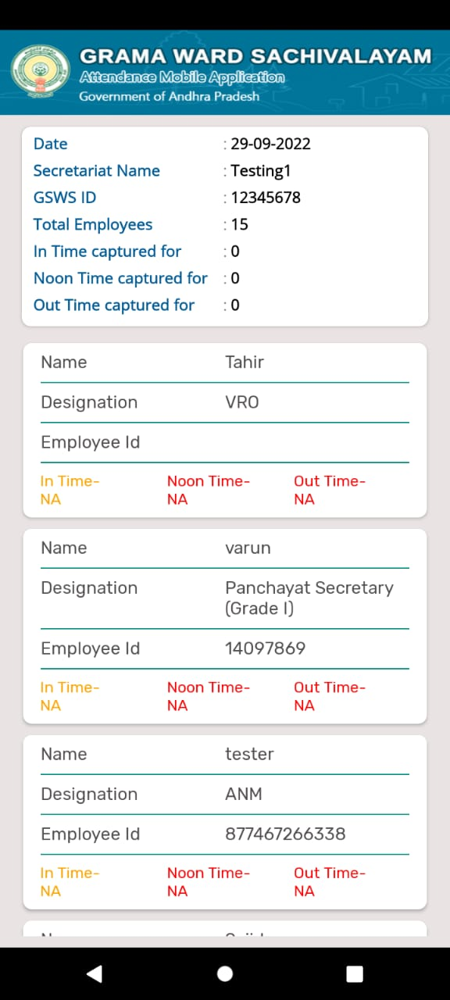 GRAMA WARD SACHIVALAYAM
Attendance Mobile Application
Government of Andhra Pradesh
Date : 29-09-2022
Secretariat Name : Testing1
GSWS ID : 12345678
Total Employees : 15
In Time captured for : 0
Noon Time captured for : 0
Out Time captured for : 0
Name Tahir
Designation VRO
Employee Id
In Time- Noon Time- Out Time-
NA NA NA
Name varun
Designation Panchayat Secretary
(Grade I)
Employee Id 14097869
In Time- Noon Time- Out Time-
NA NA NA
Name tester
Designation ANM
Employee Id 877467266338
In Time- Noon Time- Out Time-
NA NA NA